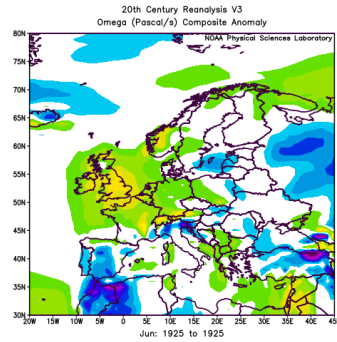 20th Century Reanalysis V3
Omega (Pascal/s) Composite Anomaly
NOAA Physical Sciences Laboratory
80N
75N
70N
65N
60N
55N
50N
45N
40N
35N
30N
20W 15W 10W 5W 0 5E 10E 15E 20E 25E 30E 35E 40E 45E
Jun: 1925 to 1925